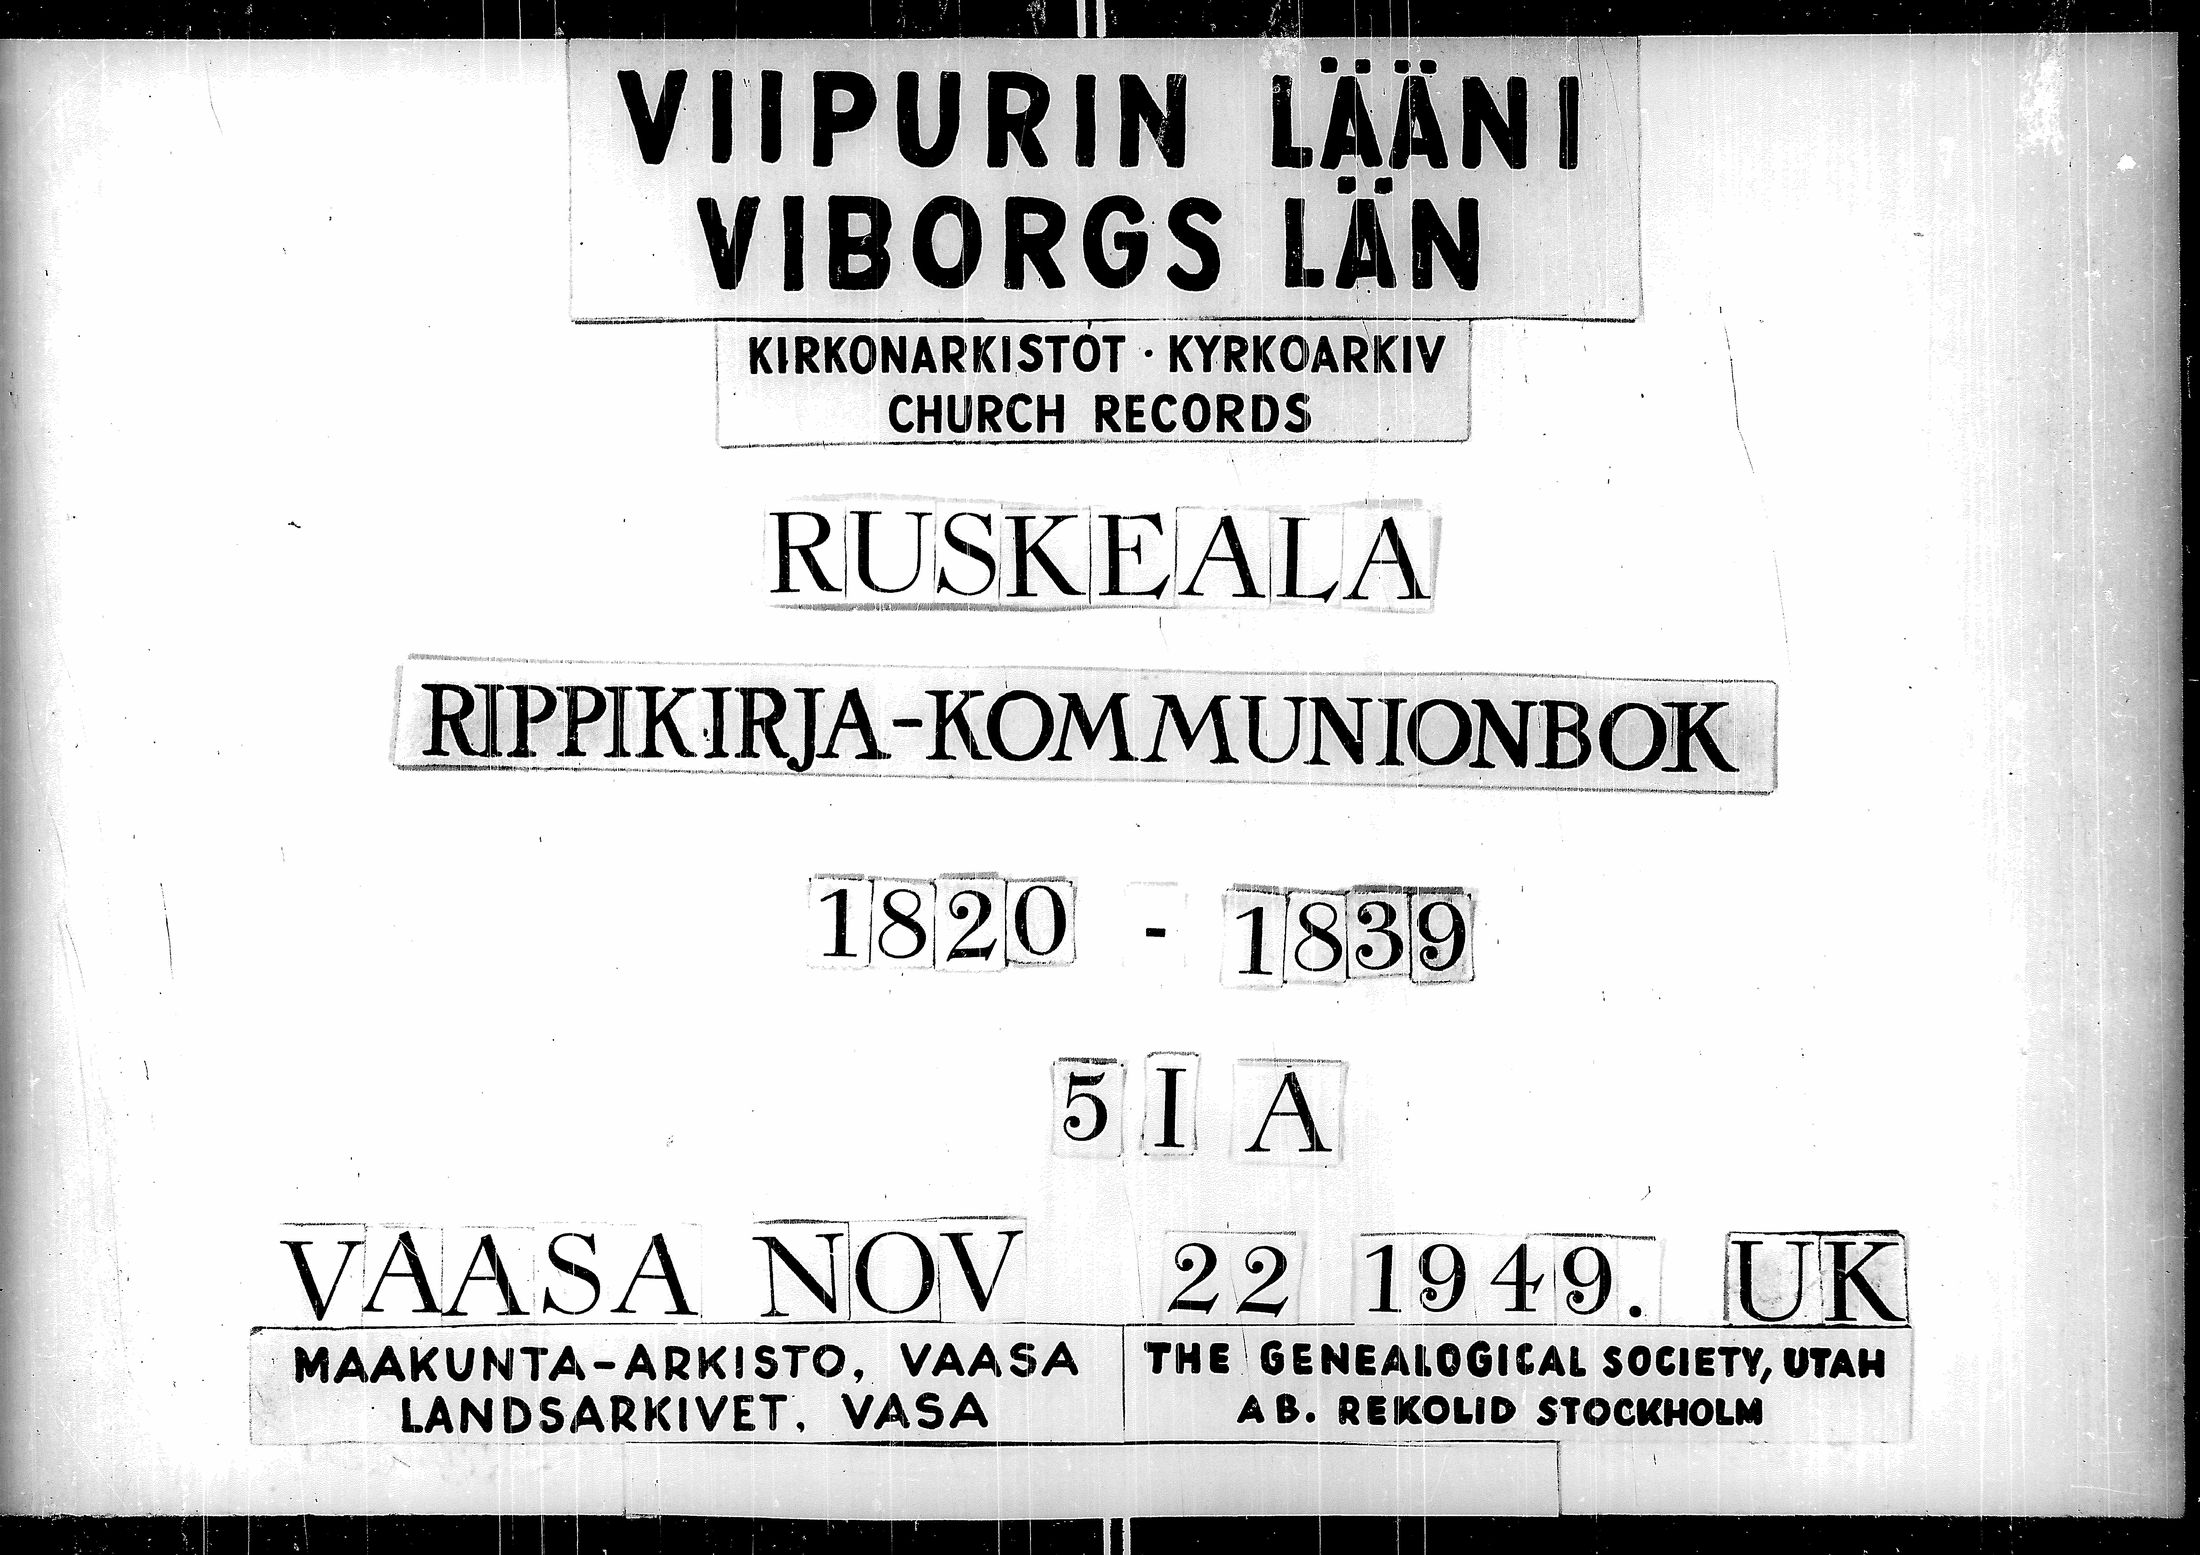 VIIPURIN LÄÄNI
VIBORGS LÄN
KIRKONARKISTOT · KYRKOARKIV
CHURCH RECORDS
RUSKEALA
RIPPIKIRJA-KOMMUNIONBOK
1820 - 1839
5 I A
VAASA NOV 22 1949. UK
MAAKUNTA-ARKISTO, VAASA
LANDSARKIVET, VASA
THE GENEALOGICAL SOCIETY, UTAH
AB. REKOLID STOCKHOLM